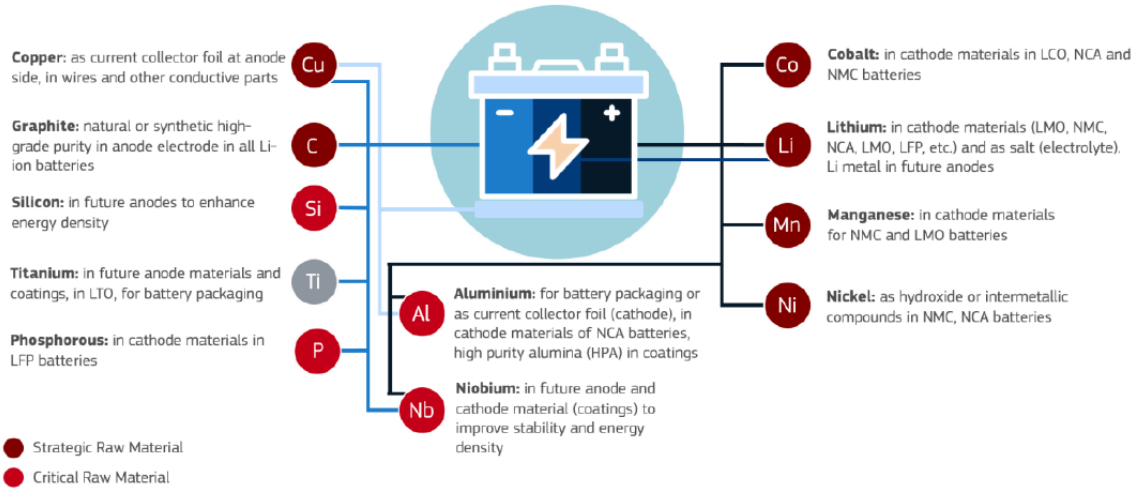 Copper: as current collector foil at anode
side, in wires and other conductive parts
Cu
Graphite: natural or synthetic high-
grade purity in anode electrode in all Li-
ion batteries
C
Silicon: in future anodes to enhance
energy density
Si
Titanium: in future anode materials and
coatings, in LTO, for battery packaging
Ti
Phosphorous: in cathode materials in
LFP batteries
P
- +
Al
Aluminium: for battery packaging or
as current collector foil (cathode), in
cathode materials of NCA batteries,
high purity alumina (HPA) in coatings
Nb
Niobium: in future anode and
cathode material (coatings) to
improve stability and energy
density
Co
Cobalt: in cathode materials in LCO, NCA and
NMC batteries
Li
Lithium: in cathode materials (LMO, NMC,
NCA, LMO, LFP, etc.) and as salt (electrolyte).
Li metal in future anodes
Mn
Manganese: in cathode materials
for NMC and LMO batteries
Ni
Nickel: as hydroxide or intermetallic
compounds in NMC, NCA batteries
Strategic Raw Material
Critical Raw Material